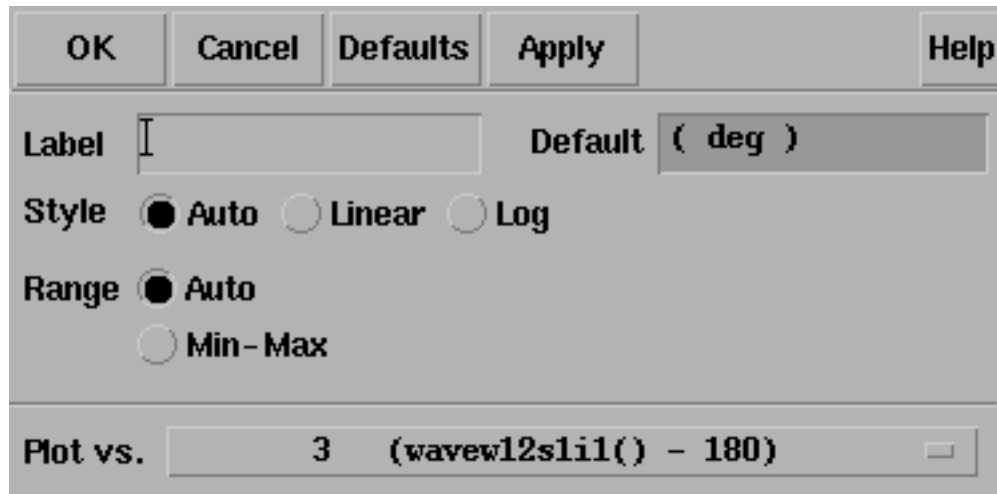 OK Cancel Defaults Apply Help
Label Default ( deg )
Style Auto Linear Log
Range Auto
Min-Max
Plot vs. 3 (wavew12s1i1() - 180)